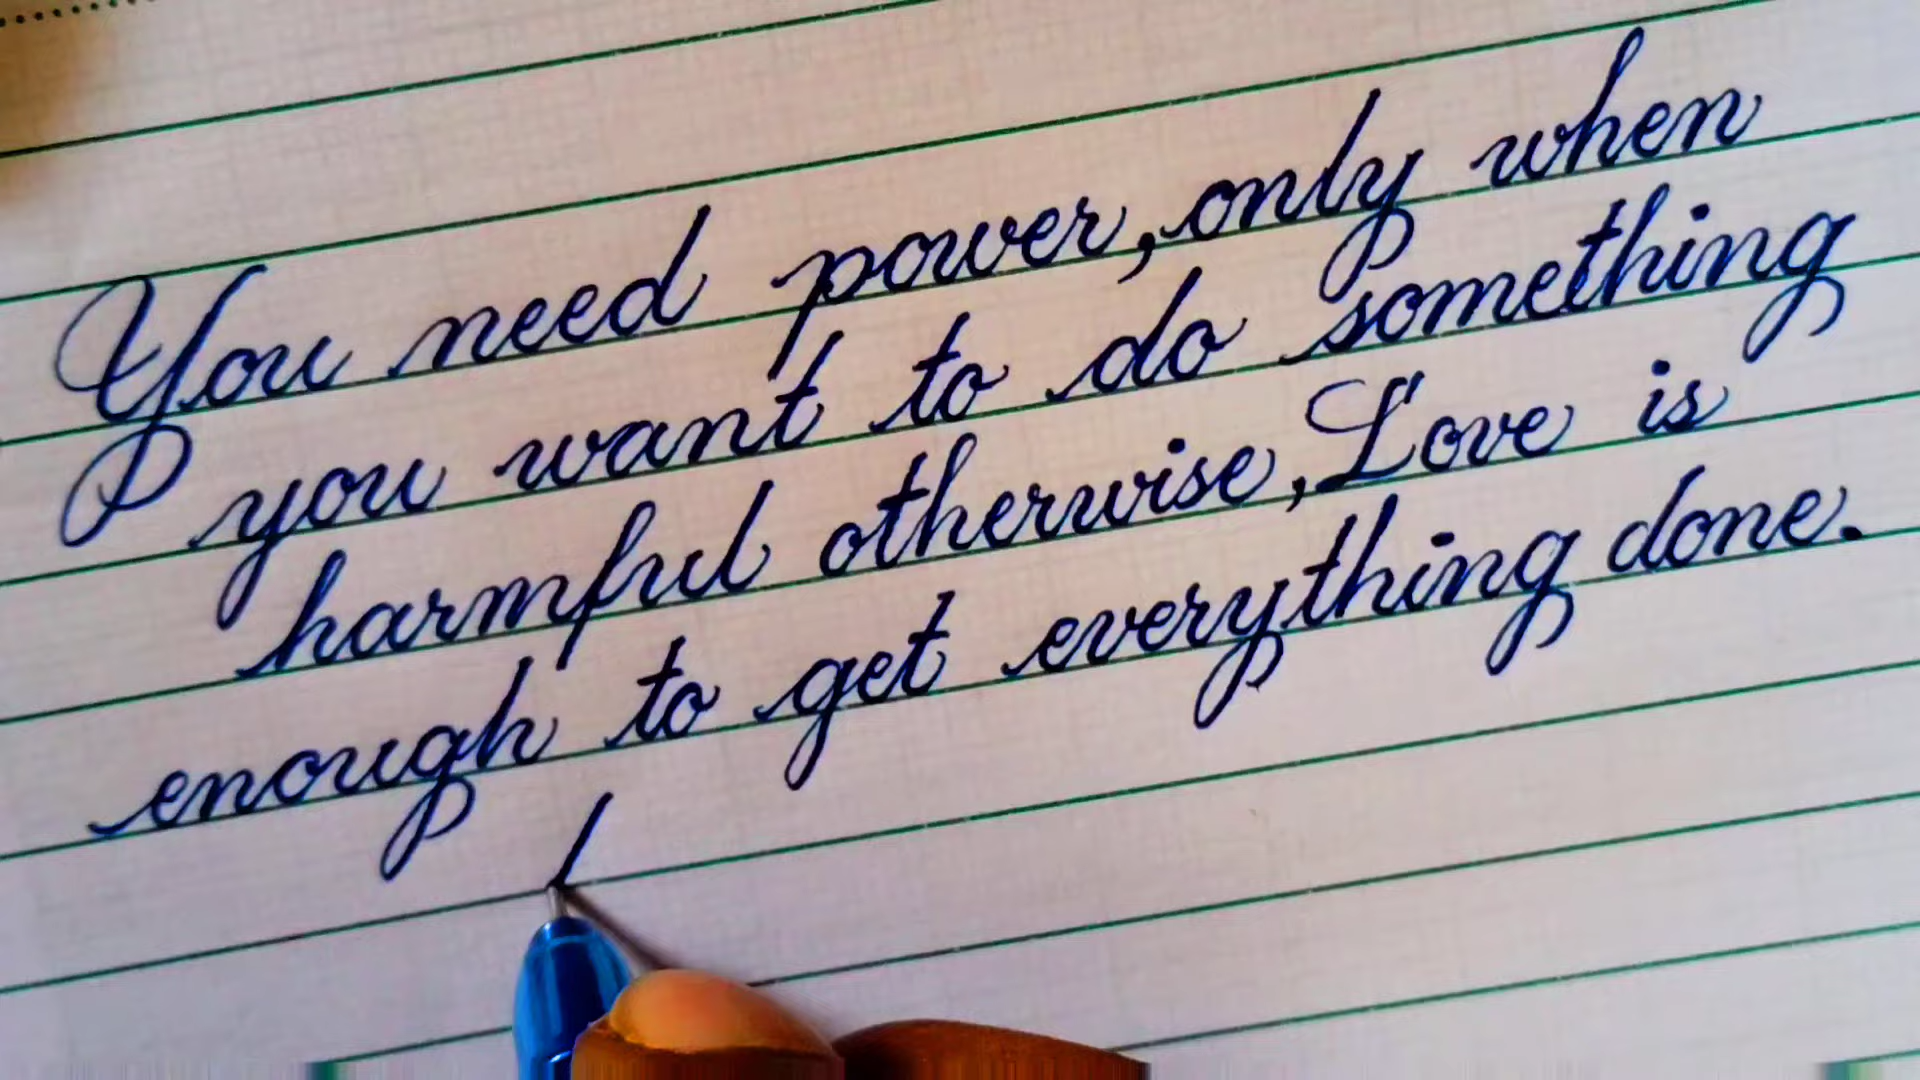 You need power, only when
you want to do something
harmful otherwise, Love is
enough to get everything done.